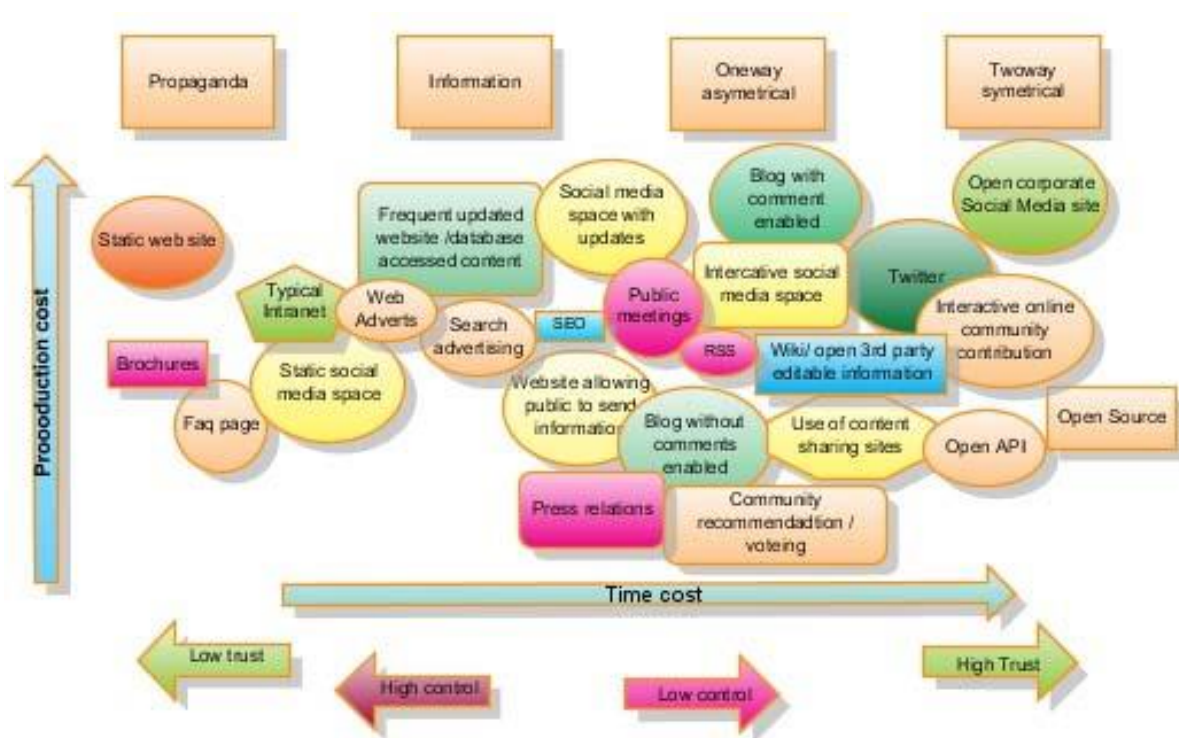 Propaganda
Information
Oneway
asymetrical
Twoway
symetrical
Proooduction cost
Static web site
Frequent updated
website /database
accessed content
Social media
space with
updates
Blog with
comment
enabled
Open corporate
Social Media site
Typical
Intranet
Web
Adverts
Search
advertising
SEO
Public
meetings
Intercative social
media space
Twitter
Interactive online
community
contribution
RSS
Wiki/ open 3rd party
editable information
Brochures
Faq page
Static social
media space
Website allowing
public to send
information
Blog without
comments
enabled
Use of content
sharing sites
Open API
Open Source
Press relations
Community
recommendadtion /
voteing
Time cost
Low trust
High control
Low control
High Trust